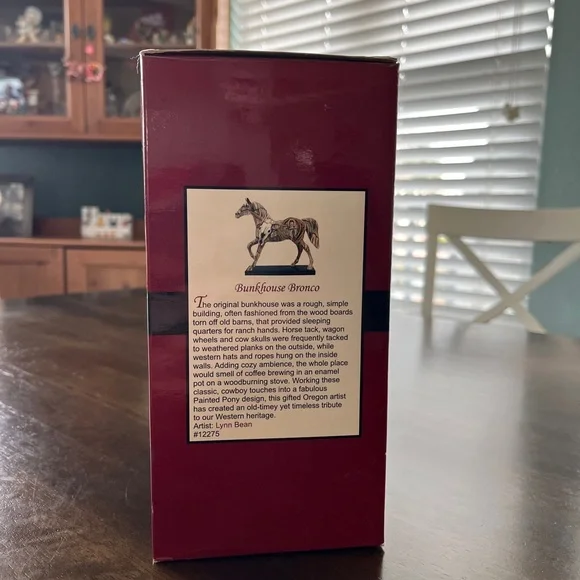 Bunkhouse Bronco
The original bunkhouse was a rough, simple
building, often fashioned from the wood boards
torn off old barns, that provided sleeping
quarters for ranch hands. Horse tack, wagon
wheels and cow skulls were frequently tacked
to weathered planks on the outside, while
western hats and ropes hung on the inside
walls. Adding cozy ambience, the whole place
would smell of coffee brewing in an enamel
pot on a woodburning stove. Working these
classic, cowboy touches into a fabulous
Painted Pony design, this gifted Oregon artist
has created an old-timey yet timeless tribute
to our Western heritage.
Artist: Lynn Bean
#12275